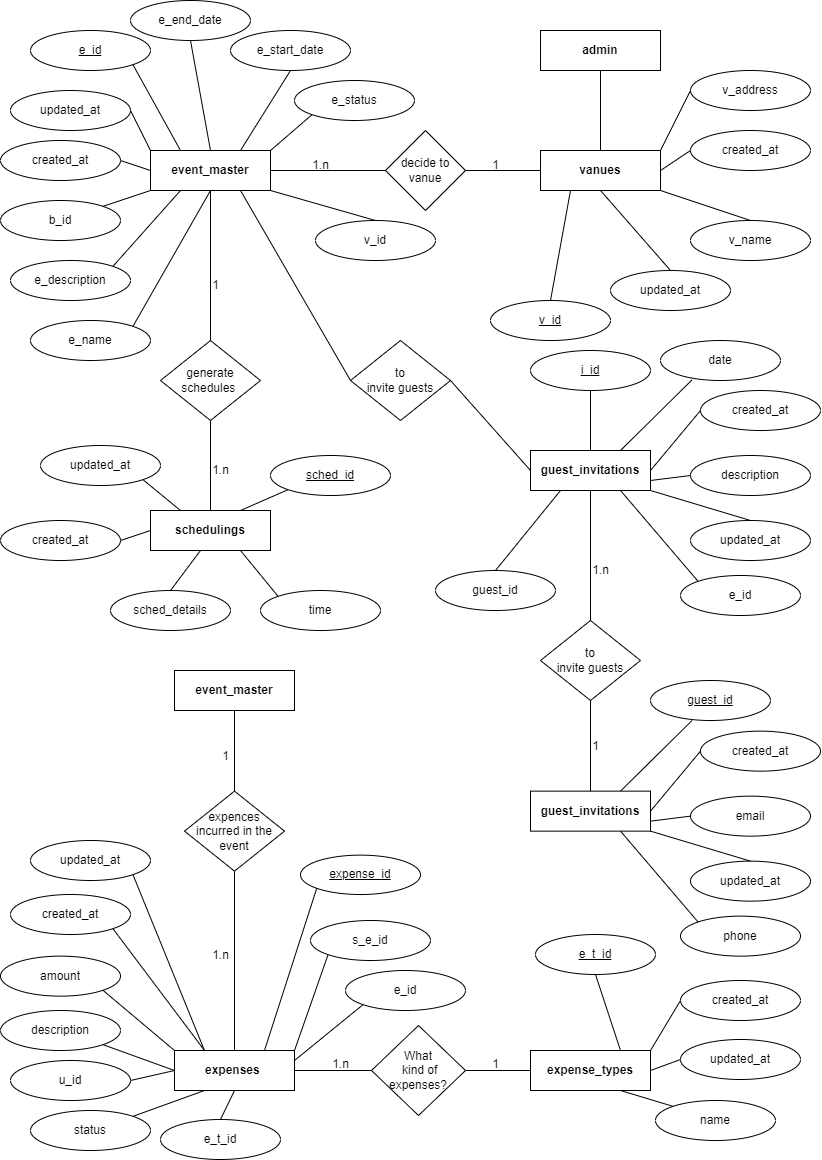 e_end_date
e_id
e_start_date
admin
e_status
v_address
updated_at
created_at
created_at
event_master
1.n
decide to
vanue
1
vanues
b_id
v_id
v_name
e_description
updated_at
1
v_id
e_name
date
generate
schedules
to
invite guests
i_id
created_at
updated_at
1.n
sched_id
guest_invitations
description
schedulings
created_at
updated_at
1.n
guest_id
e_id
sched_details
time
to
invite guests
event_master
guest_id
1
1
created_at
expences
incurred in the
event
guest_invitations
email
updated_at
expense_id
updated_at
created_at
phone
s_e_id
1.n
e_t_id
amount
e_id
created_at
description
What
kind of
expenses?
updated_at
expenses
1.n
1
expense_types
u_id
status
e_t_id
name